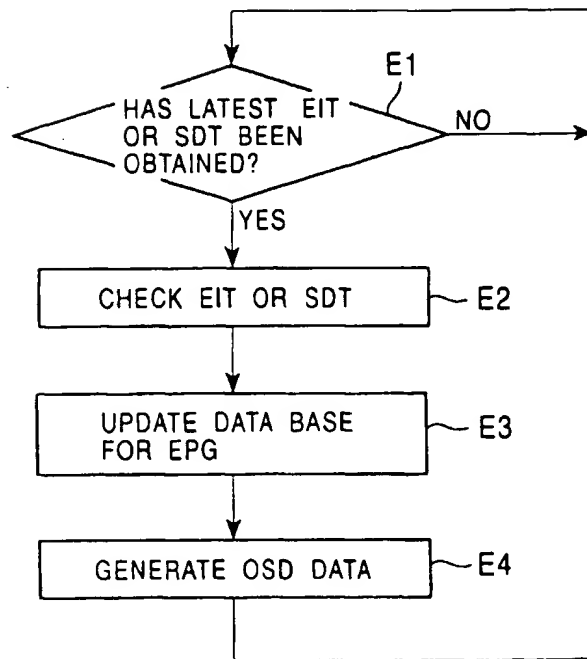 E1
HAS LATEST EIT
OR SDT BEEN
OBTAINED?
NO
YES
CHECK EIT OR SDT
E2
UPDATE DATA BASE
FOR EPG
E3
GENERATE OSD DATA
E4